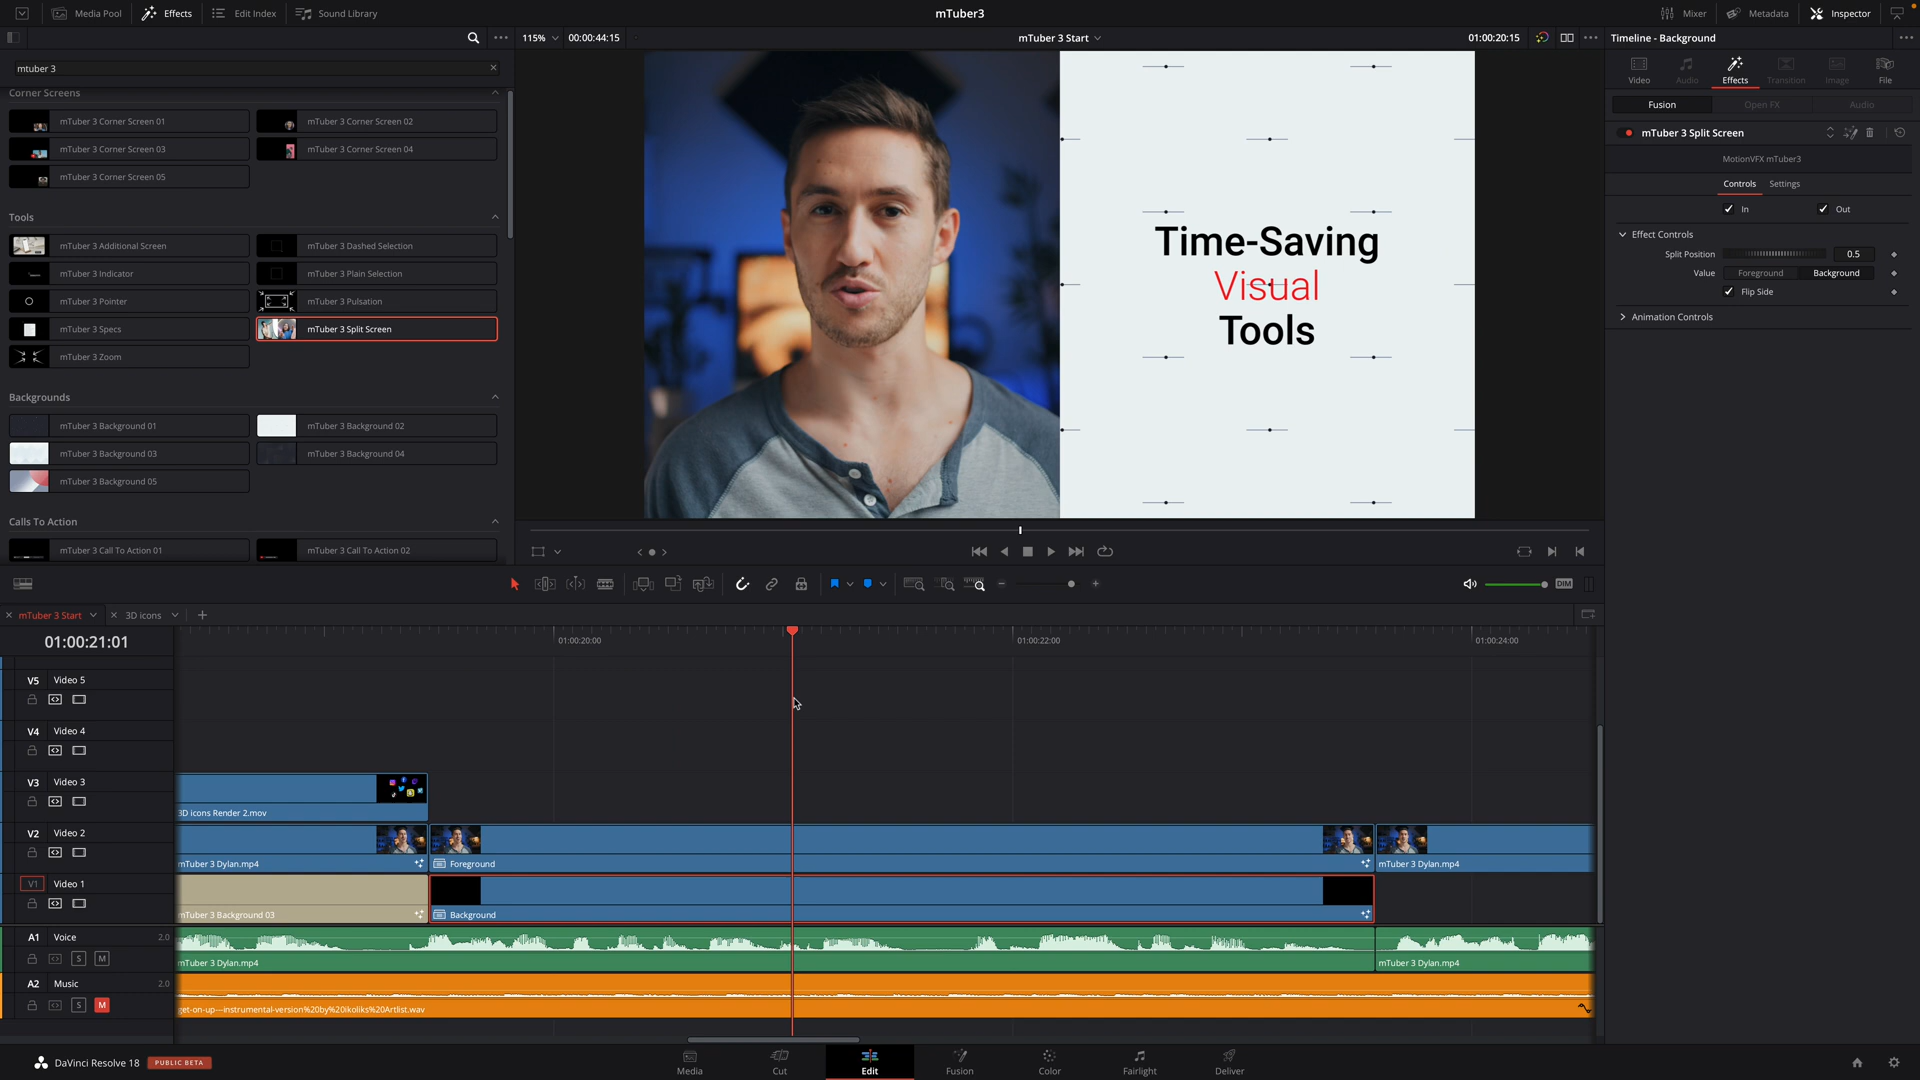 Media Pool
Effects
Edit Index
Sound Library
mTuber3
Mixer
Metadata
Inspector
115%
00:00:44:15
mTuber 3 Start
01:00:20:15
Timeline - Background
mtuber 3
Video
Audio
Effects
Transition
Image
File
Fusion
Open FX
Audio
Corner Screens
mTuber 3 Corner Screen 01
mTuber 3 Corner Screen 02
mTuber 3 Corner Screen 03
mTuber 3 Corner Screen 04
mTuber 3 Corner Screen 05
Tools
mTuber 3 Additional Screen
mTuber 3 Dashed Selection
mTuber 3 Indicator
mTuber 3 Plain Selection
mTuber 3 Pointer
mTuber 3 Pulsation
mTuber 3 Specs
mTuber 3 Split Screen
mTuber 3 Zoom
Backgrounds
mTuber 3 Background 01
mTuber 3 Background 02
mTuber 3 Background 03
mTuber 3 Background 04
mTuber 3 Background 05
Calls To Action
mTuber 3 Call To Action 01
mTuber 3 Call To Action 02
Time-Saving
Visual
Tools
mTuber 3 Split Screen
MotionVFX mTuber3
Controls
Settings
In
Out
Effect Controls
Split Position
0.5
Value
Foreground
Background
Flip Side
Animation Controls
DIM
mTuber 3 Start
3D icons
01:00:21:01
01:00:20:00
01:00:22:00
01:00:24:00
V5
Video 5
V4
Video 4
V3
Video 3
3D icons Render 2.mov
V2
Video 2
mTuber 3 Dylan.mp4
Foreground
mTuber 3 Dylan.mp4
V1
Video 1
mTuber 3 Background 03
Background
A1
Voice
2.0
S
M
mTuber 3 Dylan.mp4
mTuber 3 Dylan.mp4
A2
Music
2.0
S
M
get-on-up---instrumental-version%20by%20ikoliks%20Artlist.wav
DaVinci Resolve 18
PUBLIC BETA
Media
Cut
Edit
Fusion
Color
Fairlight
Deliver